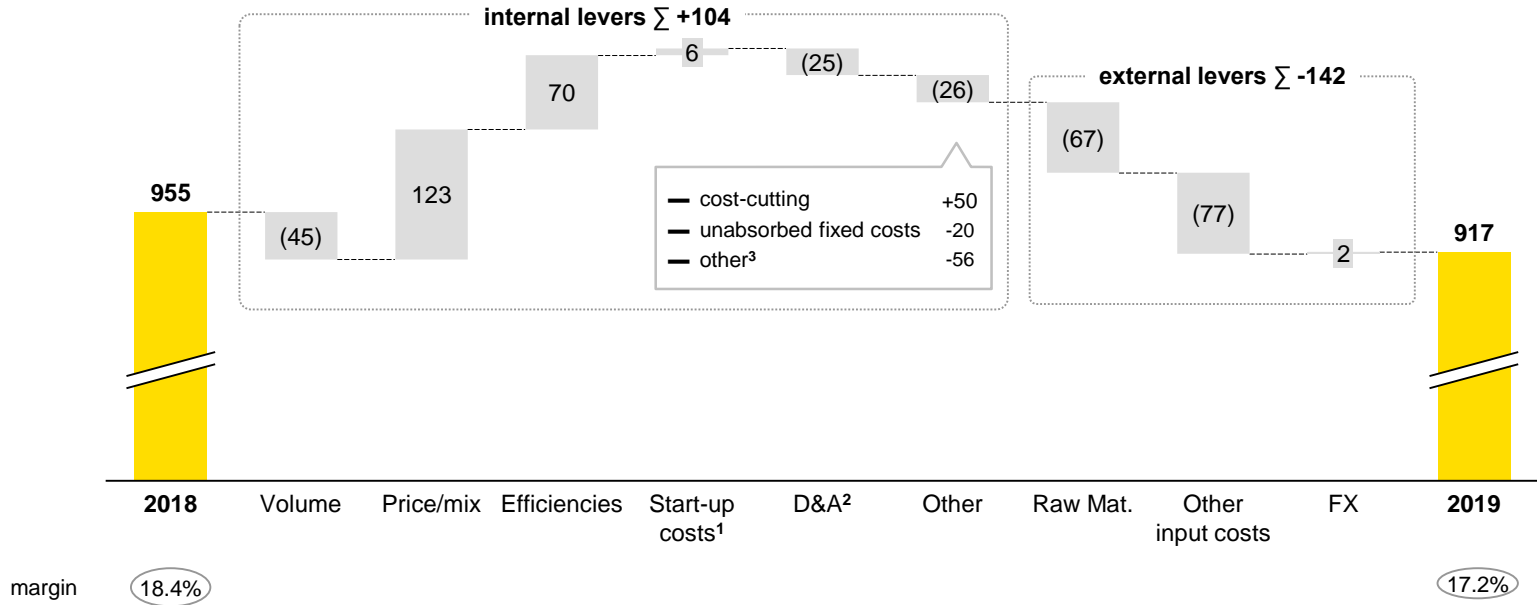 internal levers ∑ +104
external levers ∑ -142
955
(45)
123
70
6
(25)
(26)
(67)
(77)
2
917
cost-cutting +50
unabsorbed fixed costs -20
other³ -56
2018
Volume
Price/mix
Efficiencies
Start-up
costs¹
D&A²
Other
Raw Mat.
Other
input costs
FX
2019
margin
18.4%
17.2%